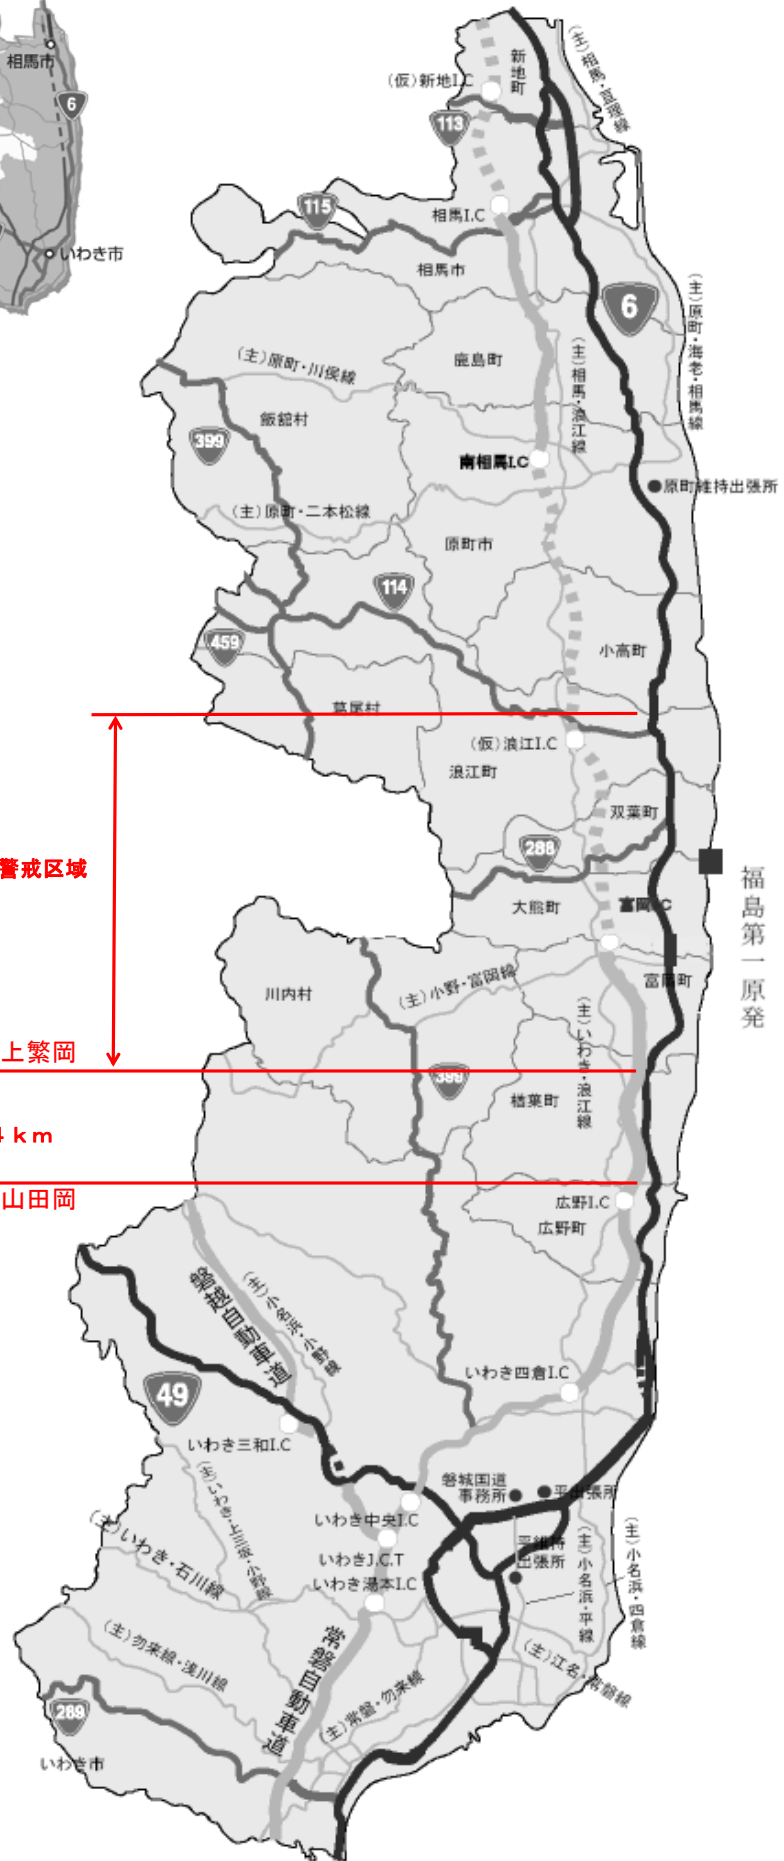 相馬市
6
いわき市
新地町
(主)相馬・亘理線
(仮)新地I.C
113
115
相馬I.C
相馬市
6
(主)原町・海老・相馬線
(主)原町・川俣線
鹿島町
(主)相馬・浪江線
飯舘村
399
南相馬I.C
原町維持出張所
(主)原町・二本松線
原町市
114
459
小高町
葛尾村
(仮)浪江I.C
浪江町
双葉町
288
警戒区域
大熊町
富岡I.C
福島第一原発
富岡町
川内村
(主)小野・富岡線
(主)いわき・浪江線
上繁岡
399
楢葉町
4km
山田岡
広野I.C
広野町
磐越自動車道
(主)小名浜・小野線
49
いわき四倉I.C
いわき三和I.C
磐城国道
事務所
平出張所
(主)いわき・上三坂・小野線
いわき中央I.C
(主)いわき・石川線
いわきJ.C.T
平維持
出張所
いわき湯本I.C
(主)小名浜・平線
(主)小名浜・四倉線
常磐自動車道
(主)勿来線・浅川線
(主)江名・常磐線
(主)常磐・勿来線
289
いわき市